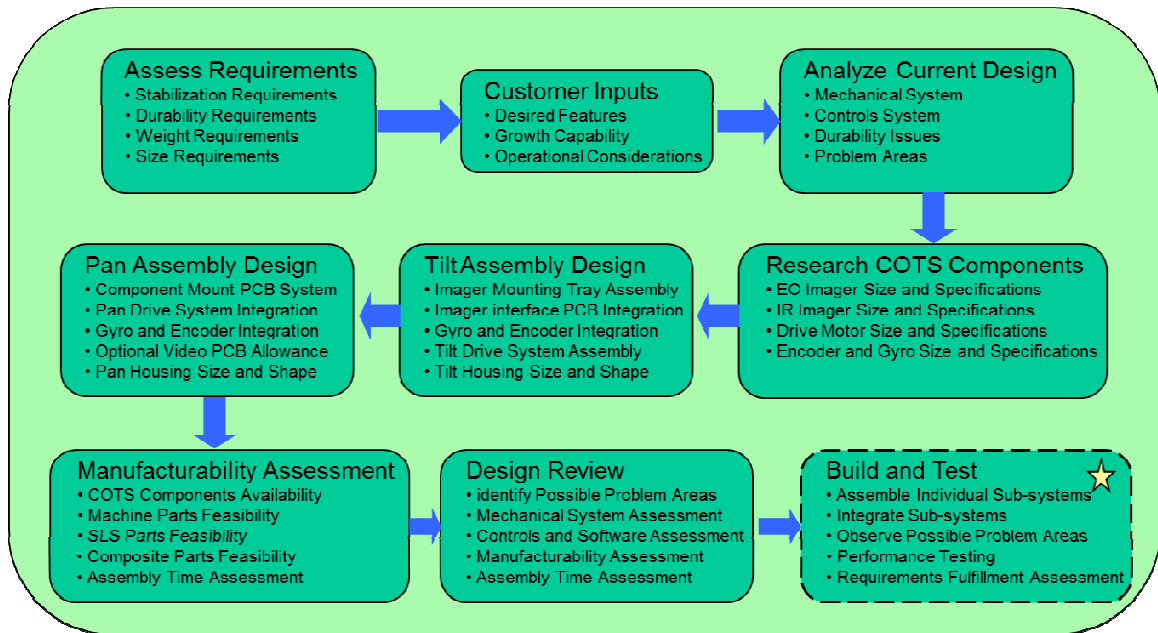 Assess Requirements
• Stabilization Requirements
• Durability Requirements
• Weight Requirements
• Size Requirements
Customer Inputs
• Desired Features
• Growth Capability
• Operational Considerations
Analyze Current Design
• Mechanical System
• Controls System
• Durability Issues
• Problem Areas
Research COTS Components
• EO Imager Size and Specifications
• IR Imager Size and Specifications
• Drive Motor Size and Specifications
• Encoder and Gyro Size and Specifications
Tilt Assembly Design
• Imager Mounting Tray Assembly
• Imager interface PCB Integration
• Gyro and Encoder Integration
• Tilt Drive System Assembly
• Tilt Housing Size and Shape
Pan Assembly Design
• Component Mount PCB System
• Pan Drive System Integration
• Gyro and Encoder Integration
• Optional Video PCB Allowance
• Pan Housing Size and Shape
Manufacturability Assessment
• COTS Components Availability
• Machine Parts Feasibility
• SLS Parts Feasibility
• Composite Parts Feasibility
• Assembly Time Assessment
Design Review
• identify Possible Problem Areas
• Mechanical System Assessment
• Controls and Software Assessment
• Manufacturability Assessment
• Assembly Time Assessment
Build and Test
• Assemble Individual Sub-systems
• Integrate Sub-systems
• Observe Possible Problem Areas
• Performance Testing
• Requirements Fulfillment Assessment